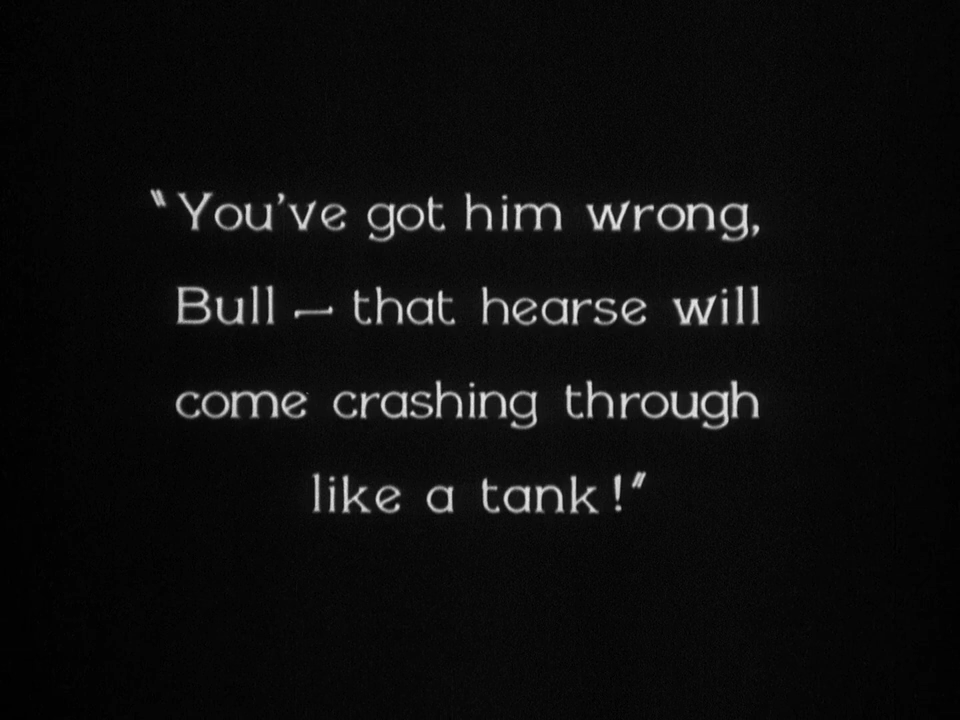 "You've got him wrong,
Bull — that hearse will
come crashing through
like a tank!"